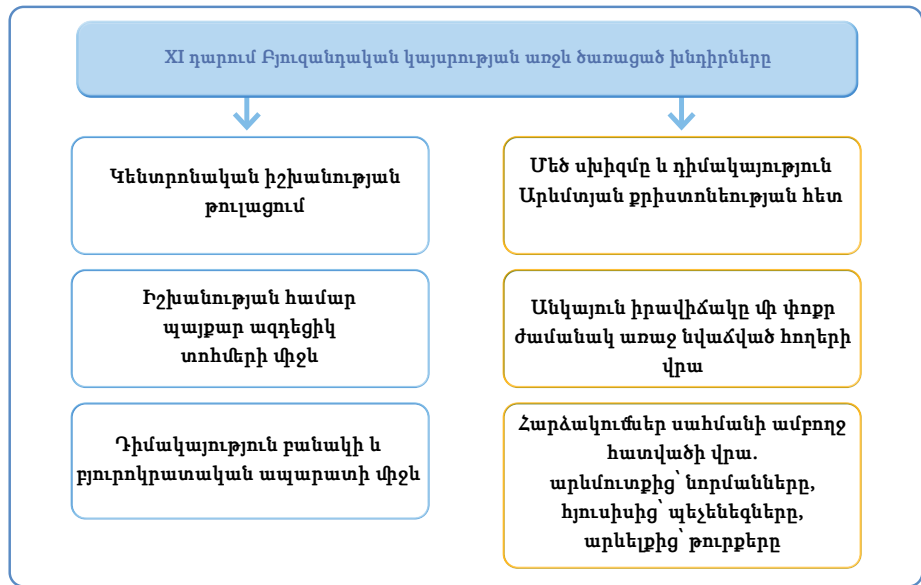 XI դարում Բյուզանդական կայսրության առջև ծառացած խնդիրները
Կենտրոնական իշխանության
թուլացում
Իշխանության համար
պայքար ազդեցիկ
տոհմերի միջև
Դիմակայություն բանակի և
բյուրոկրատական ապարատի միջև
Մեծ սխիզմը և դիմակայություն
Արևմտյան քրիստոնեության հետ
Անկայուն իրավիճակը մի փոքր
ժամանակ առաջ նվաճված հողերի
վրա
Հարձակումներ սահմանի ամբողջ
հատվածի վրա.
արևմուտքից՝ նորմանները,
հյուսիսից՝ պեչենեգները,
արևելքից՝ թուրքերը